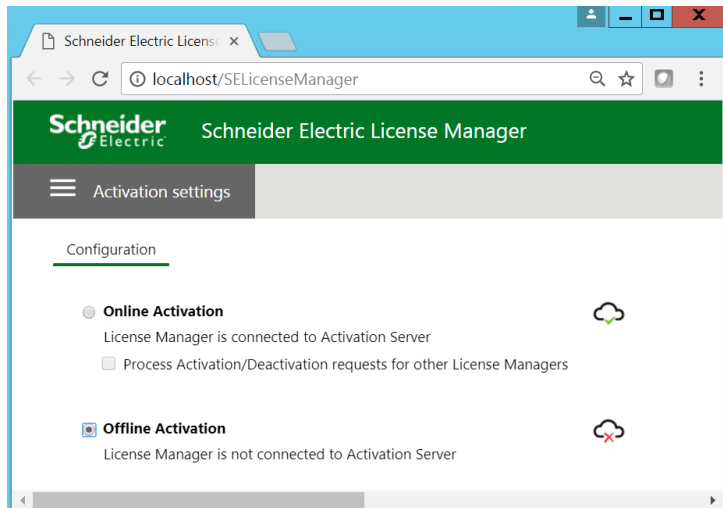 Schneider Electric Licens
localhost/SELicenseManager
Schneider
Electric
Schneider Electric License Manager
Activation settings
Configuration
Online Activation
License Manager is connected to Activation Server
Process Activation/Deactivation requests for other License Managers
Offline Activation
License Manager is not connected to Activation Server